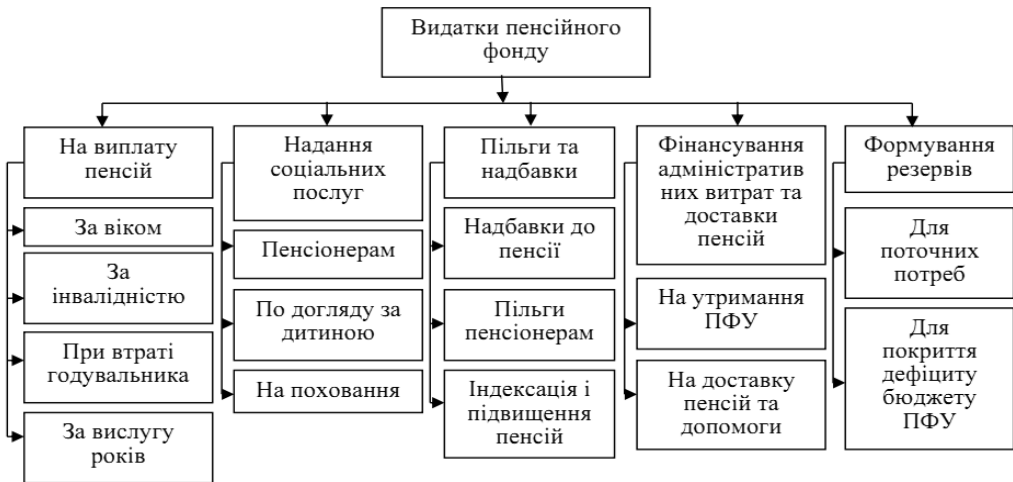 Видатки пенсійного
фонду
На виплату
пенсій
За віком
За
інвалідністю
При втраті
годувальника
За вислугу
років
Надання
соціальних
послуг
Пенсіонерам
По догляду за
дитиною
На поховання
Пільги та
надбавки
Надбавки до
пенсії
Пільги
пенсіонерам
Індексація і
підвищення
пенсій
Фінансування
адміністратив
них витрат та
доставки
пенсій
На утримання
ПФУ
На доставку
пенсій та
допомоги
Формування
резервів
Для
поточних
потреб
Для
покриття
дефіциту
бюджету
ПФУ